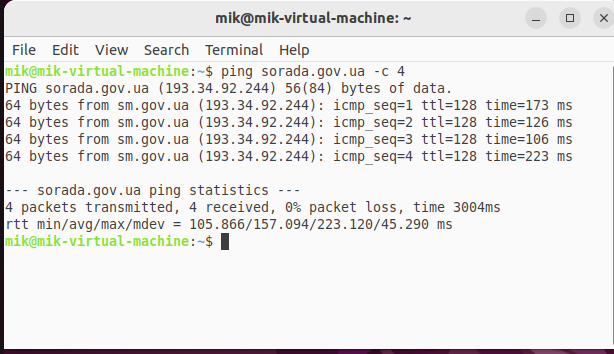 mik@mik-virtual-machine: ~
File Edit View Search Terminal Help
mik@mik-virtual-machine:~$ ping sorada.gov.ua -c 4
PING sorada.gov.ua (193.34.92.244) 56(84) bytes of data.
64 bytes from sm.gov.ua (193.34.92.244): icmp_seq=1 ttl=128 time=173 ms
64 bytes from sm.gov.ua (193.34.92.244): icmp_seq=2 ttl=128 time=126 ms
64 bytes from sm.gov.ua (193.34.92.244): icmp_seq=3 ttl=128 time=106 ms
64 bytes from sm.gov.ua (193.34.92.244): icmp_seq=4 ttl=128 time=223 ms
--- sorada.gov.ua ping statistics ---
4 packets transmitted, 4 received, 0% packet loss, time 3004ms
rtt min/avg/max/mdev = 105.866/157.094/223.120/45.290 ms
mik@mik-virtual-machine:~$